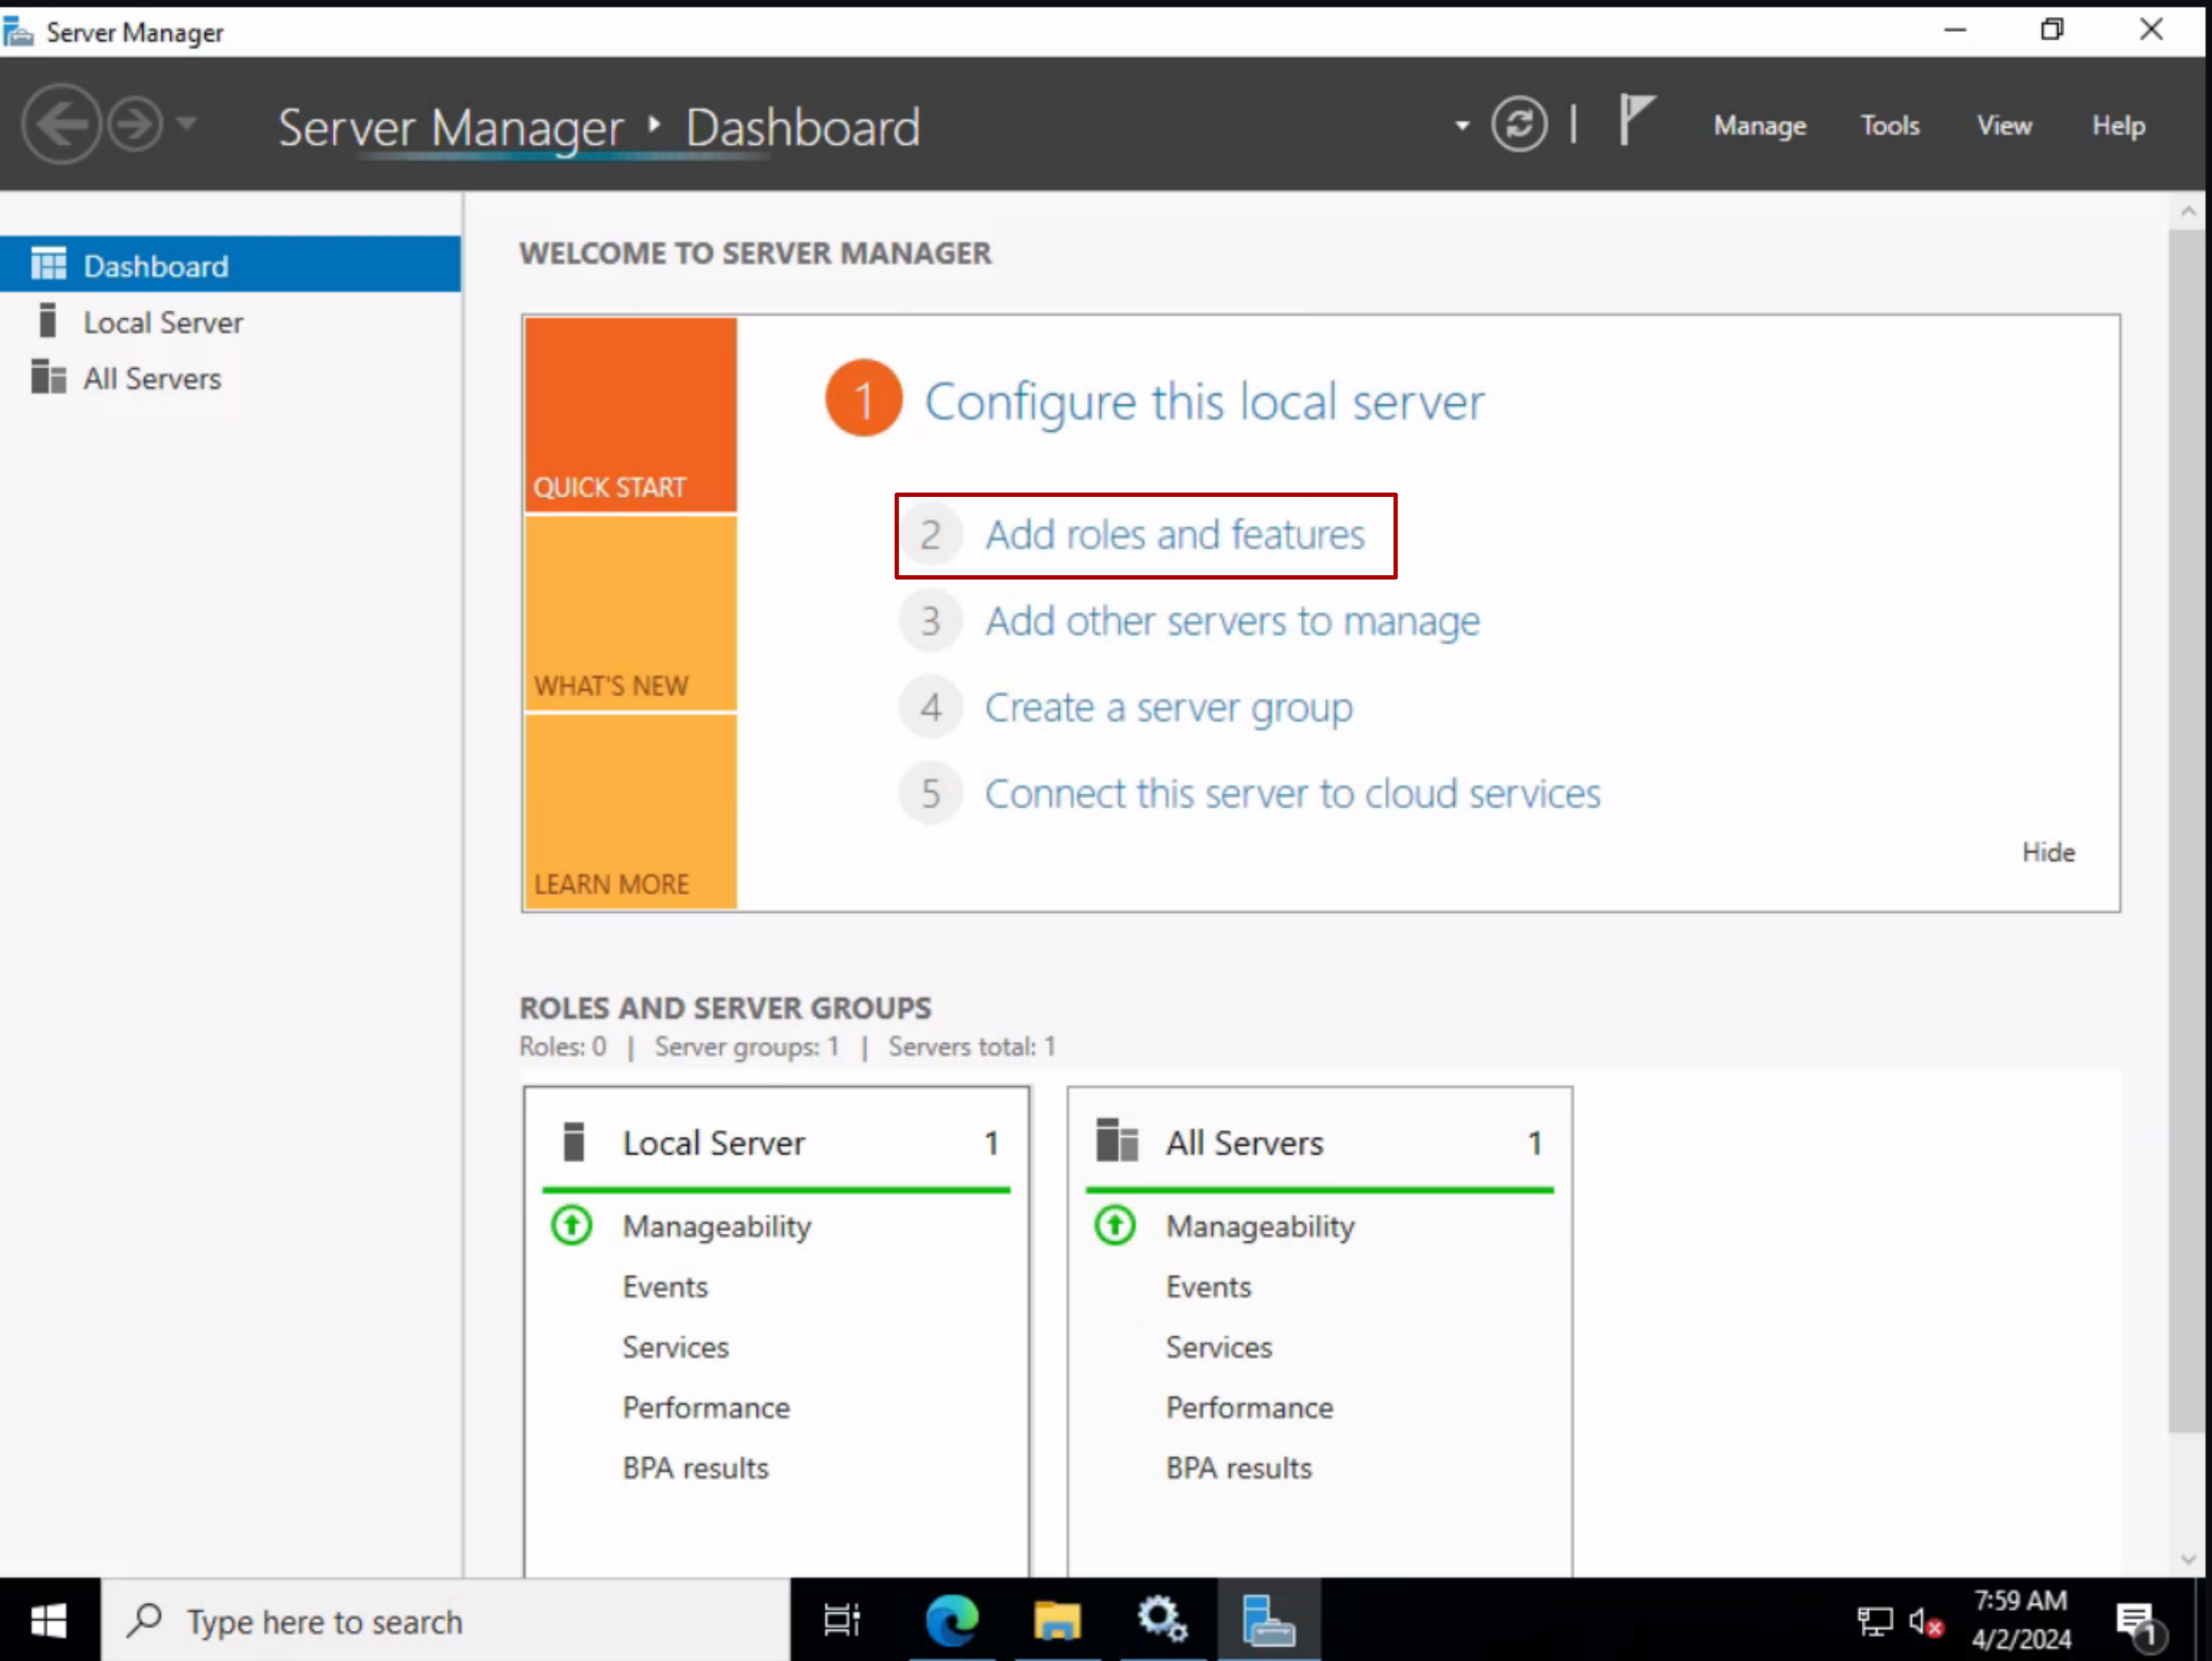 Server Manager
Server Manager ‣ Dashboard
Manage Tools View Help
Dashboard
Local Server
All Servers
WELCOME TO SERVER MANAGER
QUICK START
WHAT'S NEW
LEARN MORE
1 Configure this local server
2 Add roles and features
3 Add other servers to manage
4 Create a server group
5 Connect this server to cloud services
Hide
ROLES AND SERVER GROUPS
Roles: 0 | Server groups: 1 | Servers total: 1
Local Server 1
Manageability
Events
Services
Performance
BPA results
All Servers 1
Manageability
Events
Services
Performance
BPA results
Type here to search
7:59 AM
4/2/2024
1